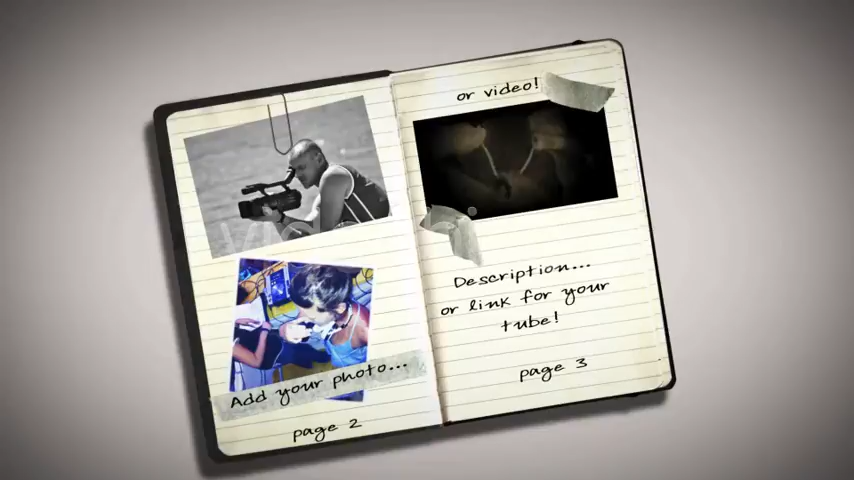 Add your photo...
page 2
or video!
Description...
or link for your
tube!
page 3